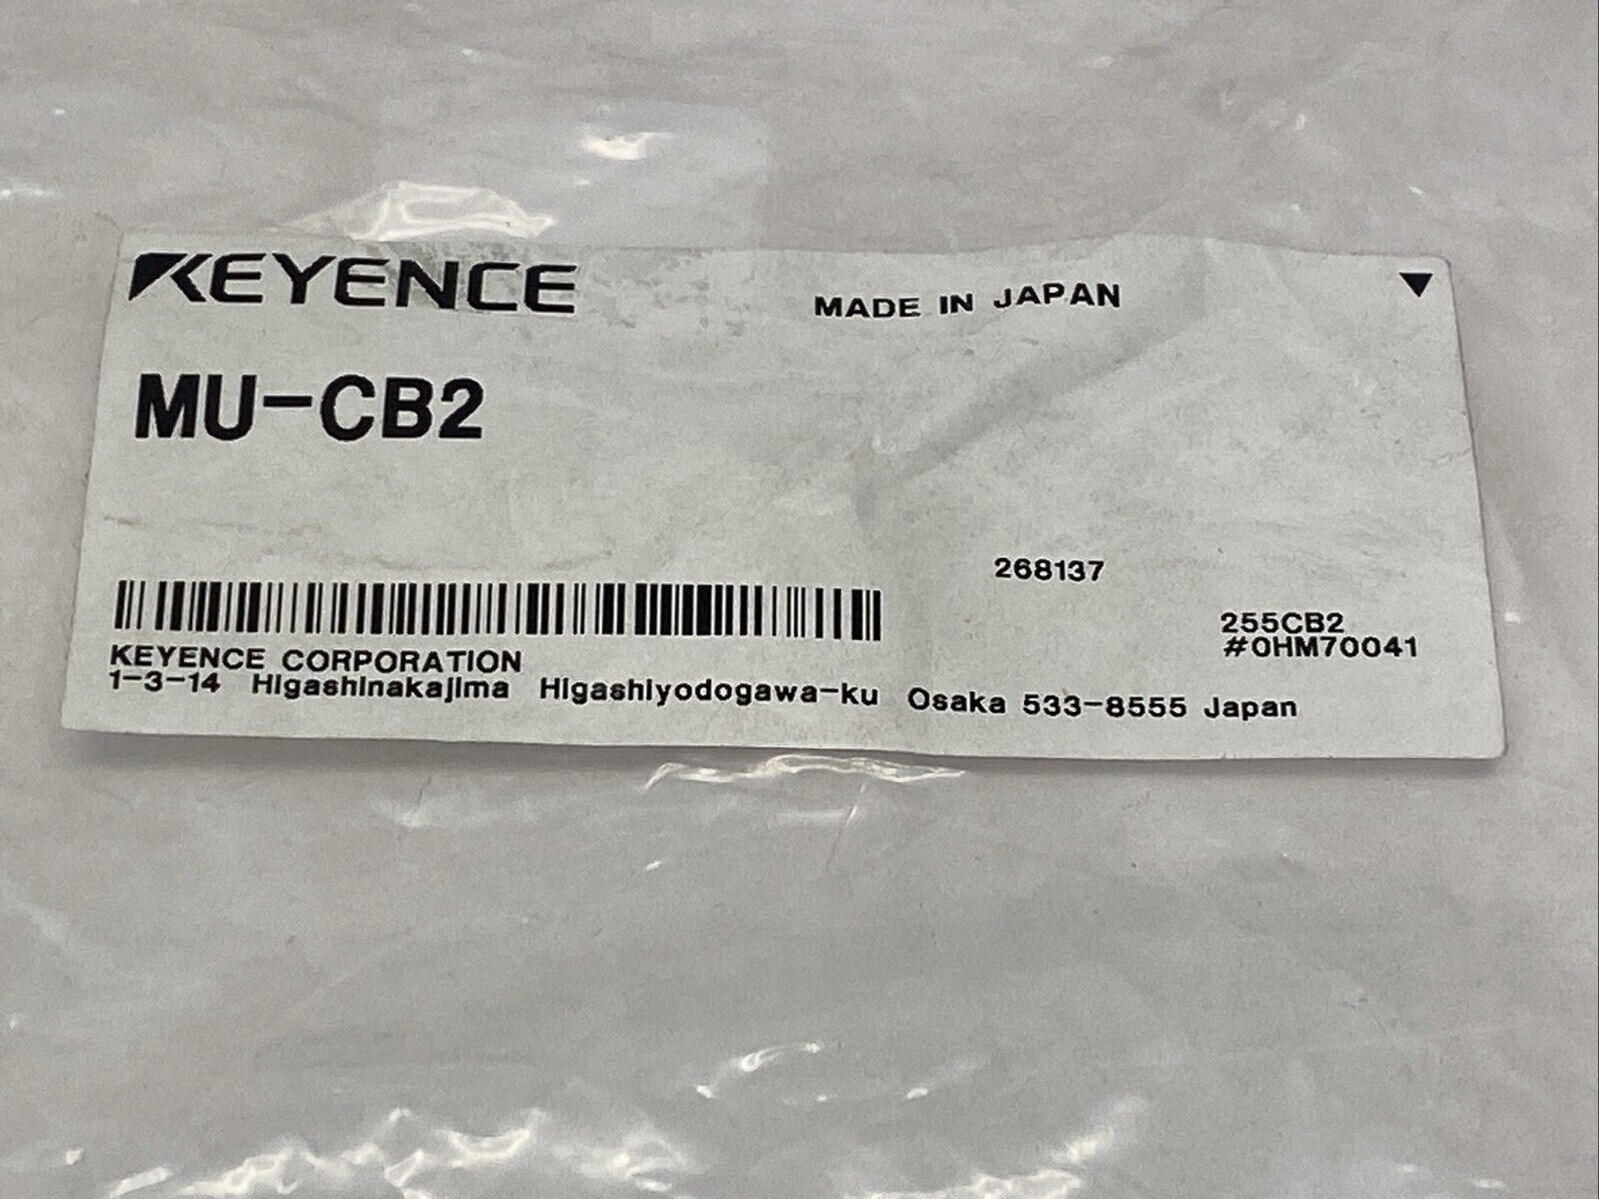 KEYENCE
MADE IN JAPAN
MU-CB2
268137
255CB2
#0HM70041
KEYENCE CORPORATION
1-3-14 Higashinakajima Higashiyodogawa-ku Osaka 533-8555 Japan